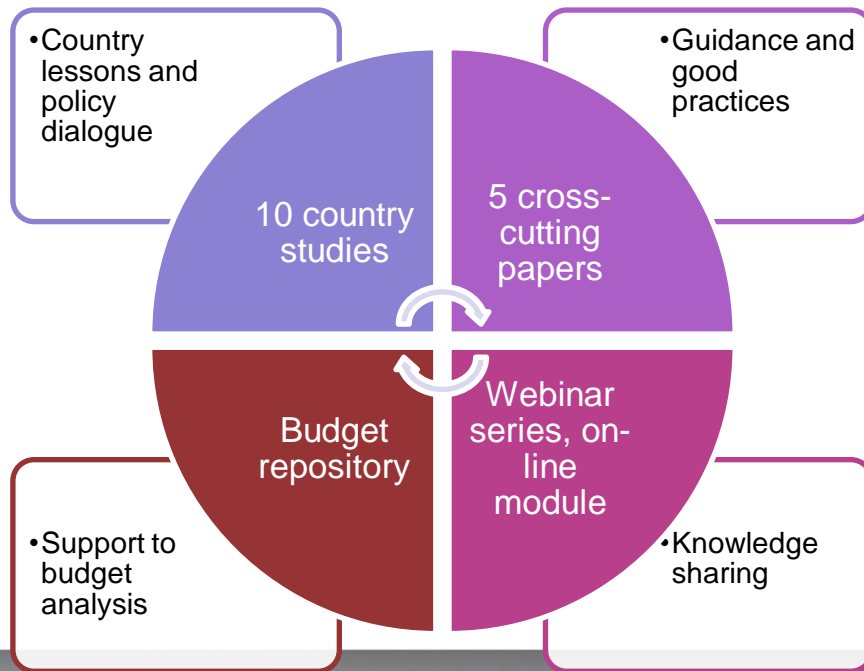 •Country
lessons and
policy
dialogue
•Guidance and
good
practices
10 country
studies
5 cross-
cutting
papers
Budget
repository
Webinar
series, on-
line
module
•Support to
budget
analysis
•Knowledge
sharing